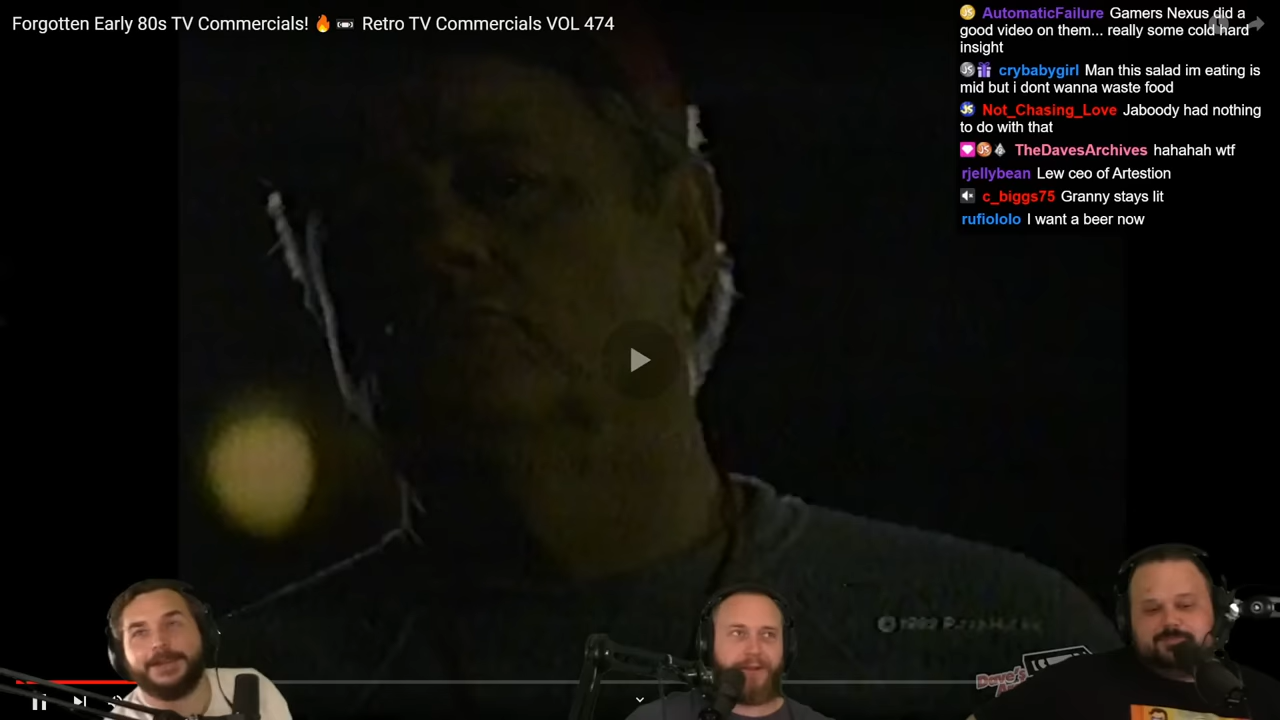 Forgotten Early 80s TV Commercials! 🔥 📼 Retro TV Commercials VOL 474
AutomaticFailure Gamers Nexus did a
good video on them... really some cold hard
insight
crybabygirl Man this salad im eating is
mid but i dont wanna waste food
Not_Chasing_Love Jaboody had nothing
to do with that
TheDavesArchives hahahah wtf
rjellybean Lew ceo of Artestion
c_biggs75 Granny stays lit
rufiololo I want a beer now
Dave's